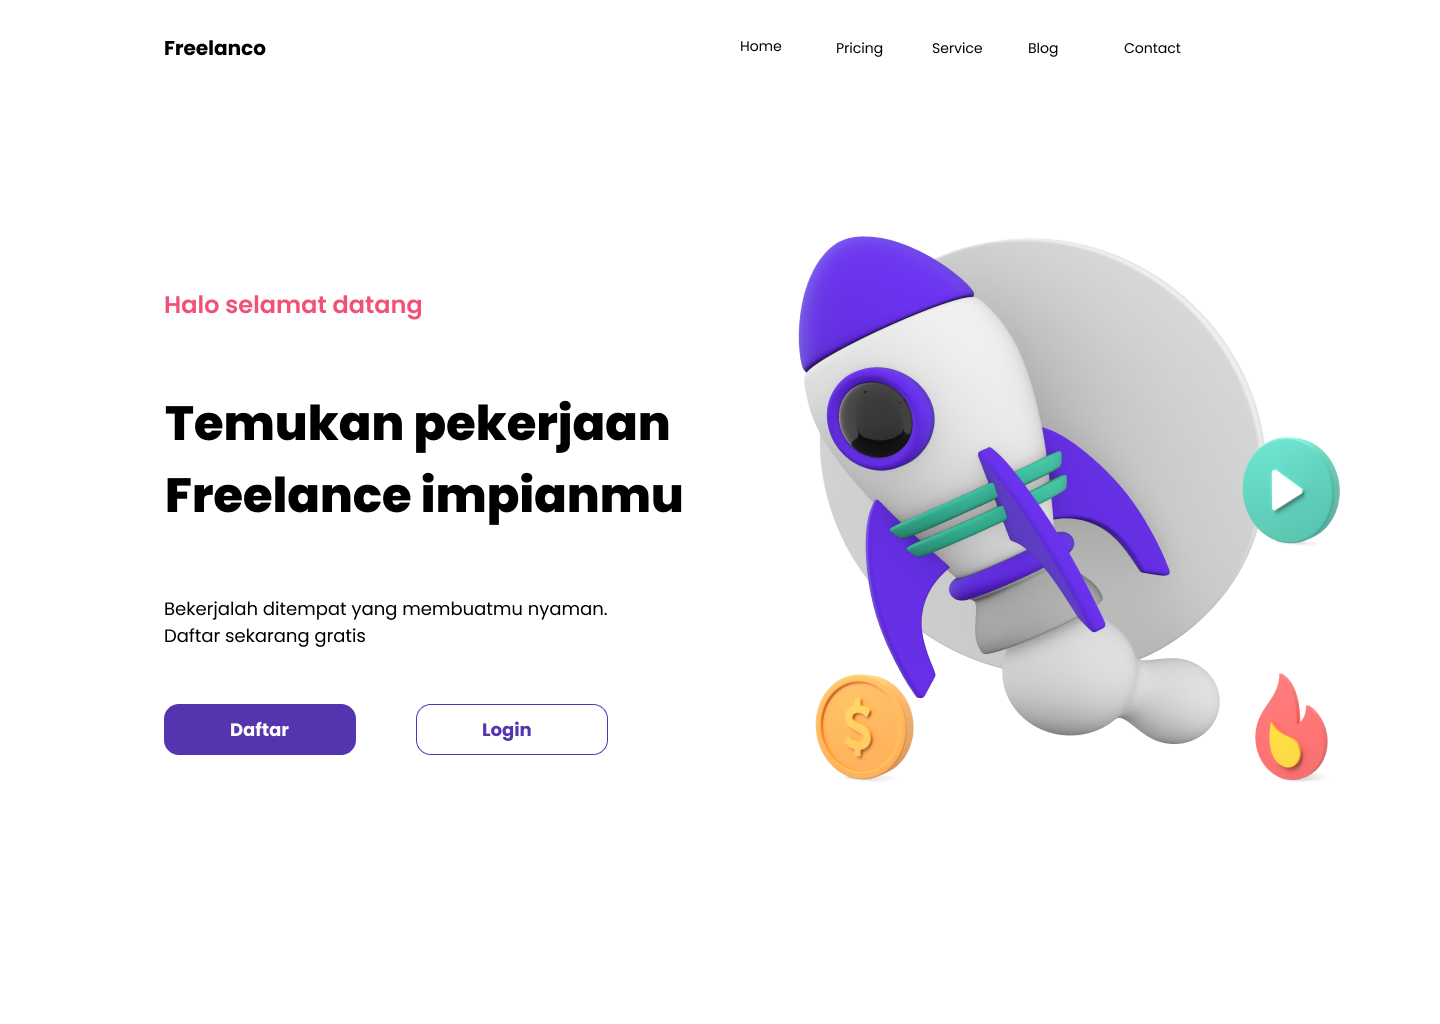 Freelanco
Home Pricing Service Blog Contact
Halo selamat datang
Temukan pekerjaan
Freelance impianmu
Bekerjalah ditempat yang membuatmu nyaman.
Daftar sekarang gratis
Daftar Login
$